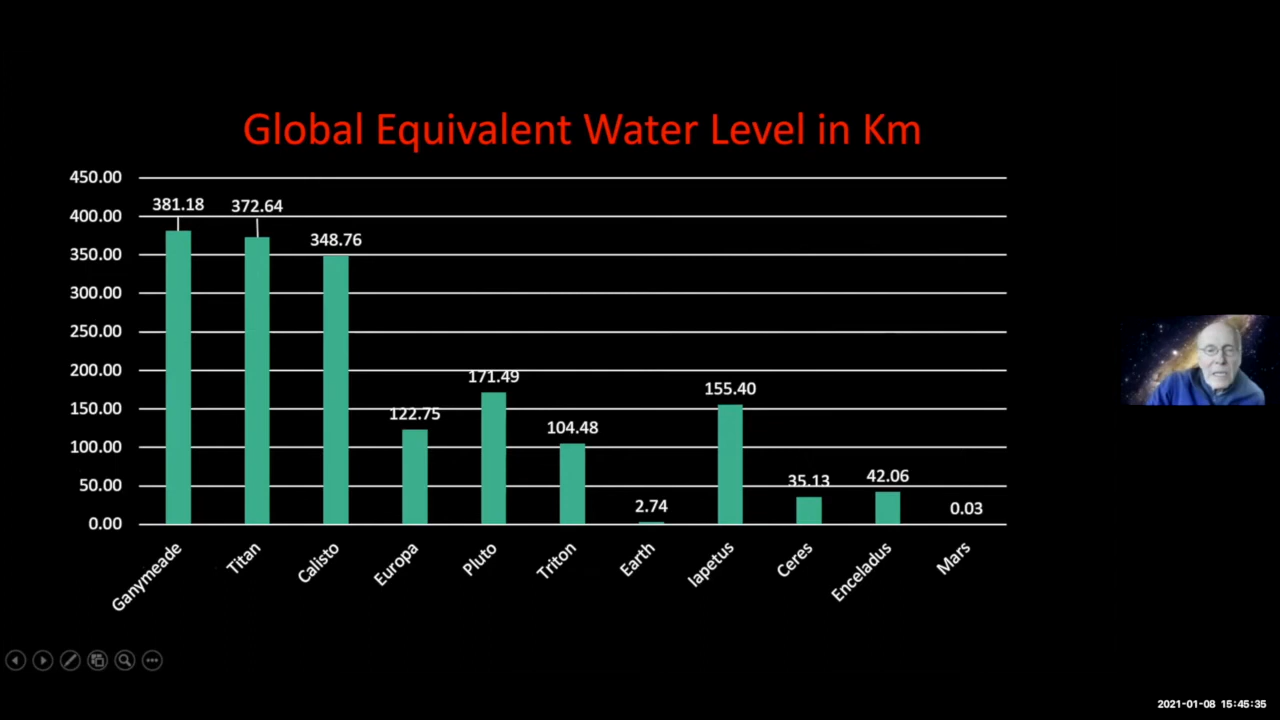 Global Equivalent Water Level in Km
450.00
400.00
350.00
300.00
250.00
200.00
150.00
100.00
50.00
0.00
381.18
372.64
348.76
122.75
171.49
104.48
2.74
155.40
35.13
42.06
0.03
Ganymeade
Titan
Calisto
Europa
Pluto
Triton
Earth
Iapetus
Ceres
Enceladus
Mars
2021-01-08 15:45:35